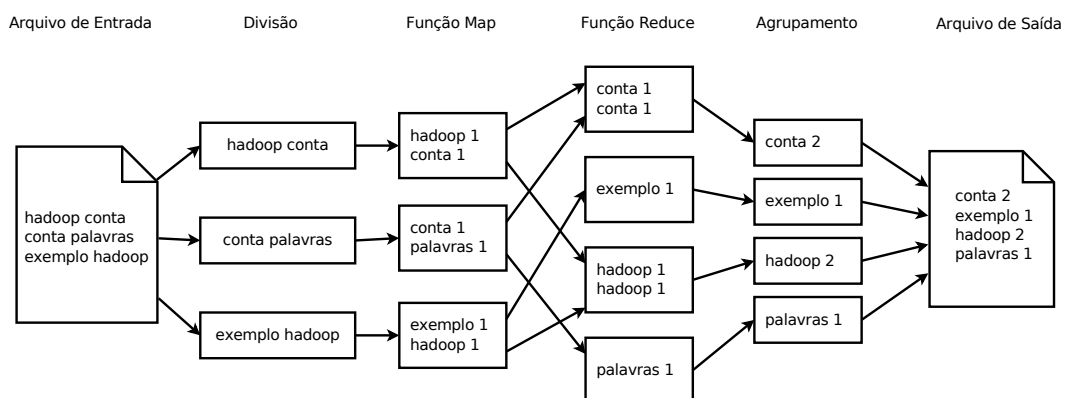 Arquivo de Entrada
Divisão
Função Map
Função Reduce
Agrupamento
Arquivo de Saída
hadoop conta
conta palavras
exemplo hadoop
hadoop conta
conta palavras
exemplo hadoop
hadoop 1
conta 1
conta 1
palavras 1
exemplo 1
hadoop 1
conta 1
conta 1
exemplo 1
hadoop 1
hadoop 1
palavras 1
conta 2
exemplo 1
hadoop 2
palavras 1
conta 2
exemplo 1
hadoop 2
palavras 1